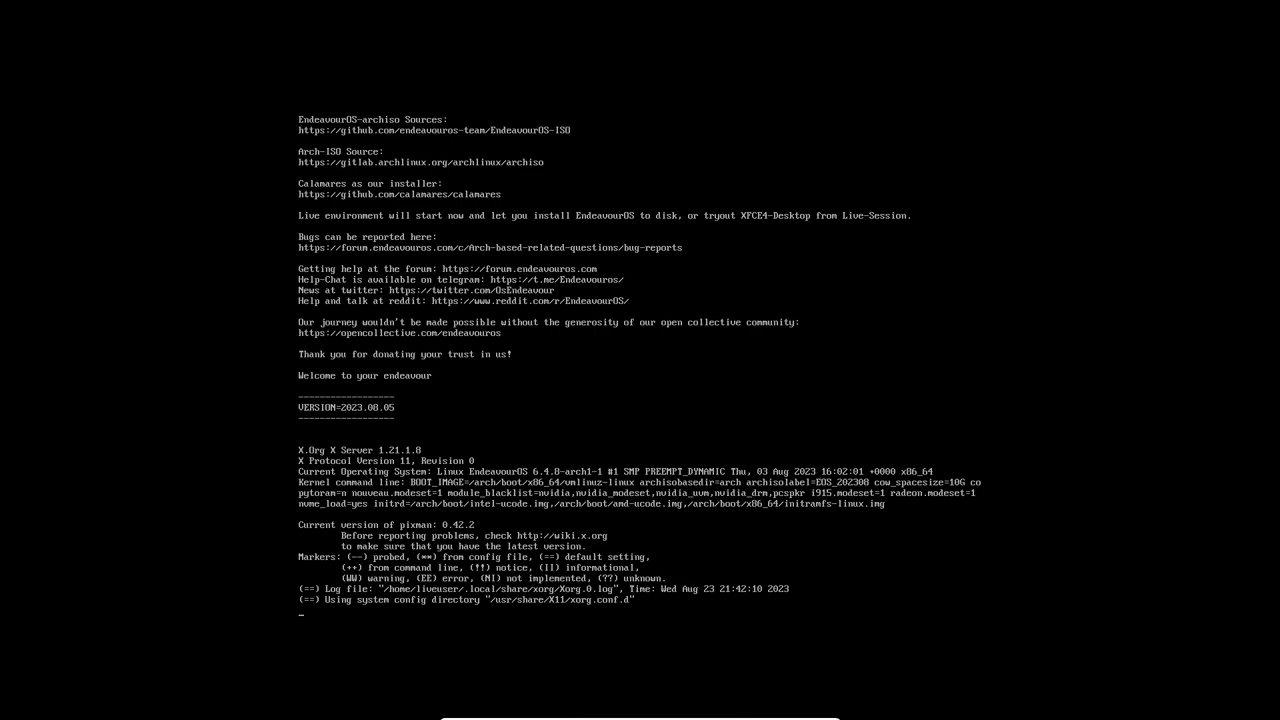 EndeavourOS-archiso Sources:
https://github.com/endeavouros-team/EndeavourOS-ISO
Arch-ISO Source:
https://gitlab.archlinux.org/archlinux/archiso
Calamares as our installer:
https://github.com/calamares/calamares
Live environment will start now and let you install EndeavourOS to disk, or tryout XFCE4-Desktop from Live-Session.
Bugs can be reported here:
https://forum.endeavouros.com/c/Arch-based-related-questions/bug-reports
Getting help at the forum: https://forum.endeavouros.com
Help-Chat is available on telegram: https://t.me/Endeavouros/
News at twitter: https://twitter.com/OsEndeavour
Help and talk at reddit: https://www.reddit.com/r/EndeavourOS/
Our journey wouldn't be made possible without the generosity of our open collective community:
https://opencollective.com/endeavouros
Thank you for donating your trust in us!
Welcome to your endeavour
------------------
VERSION=2023.08.05
------------------
X.Org X Server 1.21.1.8
X Protocol Version 11, Revision 0
Current Operating System: Linux EndeavourOS 6.4.8-arch1-1 #1 SMP PREEMPT_DYNAMIC Thu, 03 Aug 2023 16:02:01 +0000 x86_64
Kernel command line: BOOT_IMAGE=/arch/boot/x86_64/vmlinuz-linux archisobasedir=arch archisolabel=EOS_202308 cow_spacesize=10G co
pytoram=n nouveau.modeset=1 module_blacklist=nvidia,nvidia_modeset,nvidia_uvm,nvidia_drm,pcspkr i915.modeset=1 radeon.modeset=1
nvme_load=yes initrd=/arch/boot/intel-ucode.img,/arch/boot/amd-ucode.img,/arch/boot/x86_64/initramfs-linux.img
Current version of pixman: 0.42.2
Before reporting problems, check http://wiki.x.org
to make sure that you have the latest version.
Markers: (--) probed, (**) from config file, (==) default setting,
(++) from command line, (!!) notice, (II) informational,
(WW) warning, (EE) error, (NI) not implemented, (??) unknown.
(==) Log file: "/home/liveuser/.local/share/xorg/Xorg.0.log", Time: Wed Aug 23 21:42:10 2023
(==) Using system config directory "/usr/share/X11/xorg.conf.d"